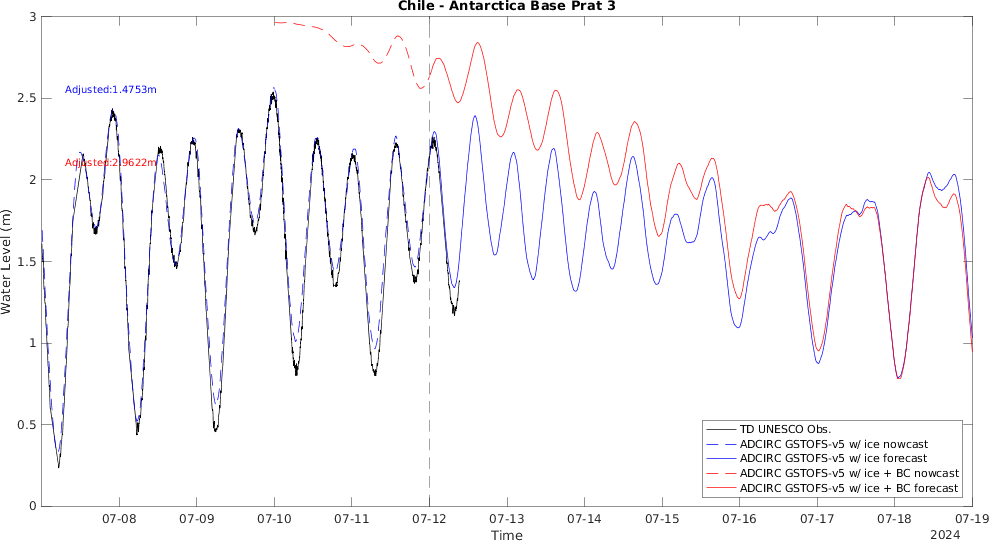 Chile - Antarctica Base Prat 3
3
2.5
2
1.5
1
0.5
0
Water Level (m)
Adjusted:1.4753m
Adjusted:2.9622m
TD UNESCO Obs.
ADCIRC GSTOFS-v5 w/ ice nowcast
ADCIRC GSTOFS-v5 w/ ice forecast
ADCIRC GSTOFS-v5 w/ ice + BC nowcast
ADCIRC GSTOFS-v5 w/ ice + BC forecast
07-08 07-09 07-10 07-11 07-12 07-13 07-14 07-15 07-16 07-17 07-18 07-19
Time
2024